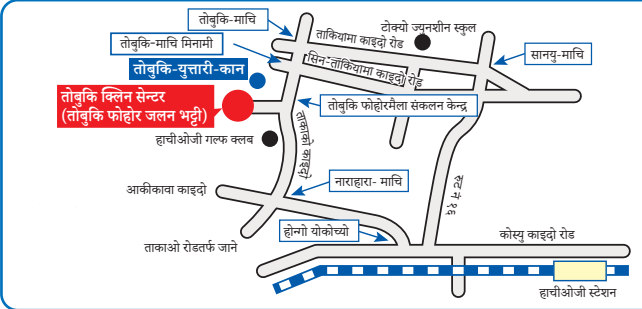 तोबुकि-माचि
टोक्यो ज्युनशीन स्कुल
ताकियामा काइदो रोड
तोबुकि-माचि मिनामी
सिन-ताकियामा काइदो रोड
सानयु-माचि
तोबुकि-युत्तारी-कान
तोबुकि क्लिन सेन्टर
(तोबुकि फोहोर जलन भट्टी)
तोबुकि फोहोरमैला संकलन केन्द्र
हाचीओजी गल्फ क्लब
ताकाको काइदो
नाराहारा- माचि
आकीकावा काइदो
रुट नं १६
होन्गो योकोच्यो
कोस्यु काइदो रोड
ताकाओ रोडतर्फ जाने
हाचीओजी स्टेशन